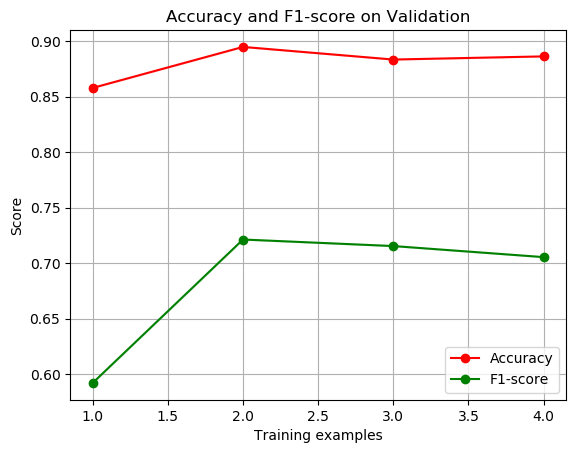 Accuracy and F1-score on Validation
0.90
0.85
0.80
0.75
0.70
0.65
0.60
Score
Accuracy
F1-score
1.0 1.5 2.0 2.5 3.0 3.5 4.0
Training examples